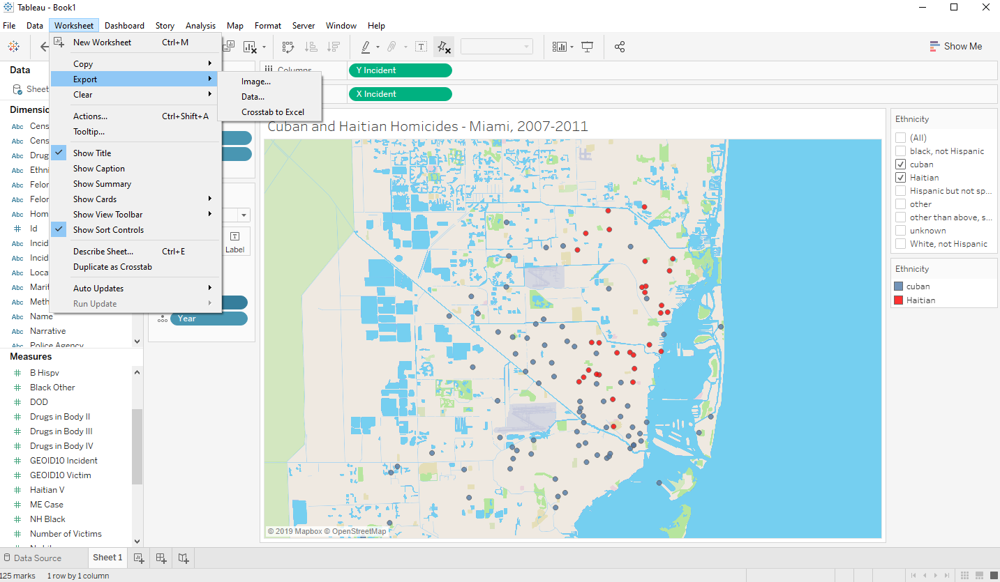 Tableau - Book1
File Data Worksheet Dashboard Story Analysis Map Format Server Window Help
New Worksheet Ctrl+M
Copy
Export
Clear
Actions... Ctrl+Shift+A
Tooltip...
Show Title
Show Caption
Show Summary
Show Cards
Show View Toolbar
Show Sort Controls
Describe Sheet... Ctrl+E
Duplicate as Crosstab
Auto Updates
Run Update
Image...
Data...
Crosstab to Excel
Show Me
Data
Sheet
Dimensio
Abc Cens
Abc Cens
Abc Drug
Abc Ethni
Abc Felor
Abc Felor
Abc Hom
# Id
Abc Incid
Abc Incid
Abc Loca
Abc Marit
Abc Meth
Abc Name
Abc Narrative
Abc Police Agency
Measures
# B Hispv
# Black Other
# DOD
# Drugs in Body II
# Drugs in Body III
# Drugs in Body IV
# GEOID10 Incident
# GEOID10 Victim
# Haitian V
# ME Case
# NH Black
# Number of Victims
Label
Year
Columns
Y Incident
X Incident
Cuban and Haitian Homicides - Miami, 2007-2011
© 2019 Mapbox © OpenStreetMap
Ethnicity
(All)
black, not Hispanic
cuban
Haitian
Hispanic but not sp...
other
other than above, s...
unknown
White, not Hispanic
Ethnicity
cuban
Haitian
Data Source Sheet 1
125 marks 1 row by 1 column